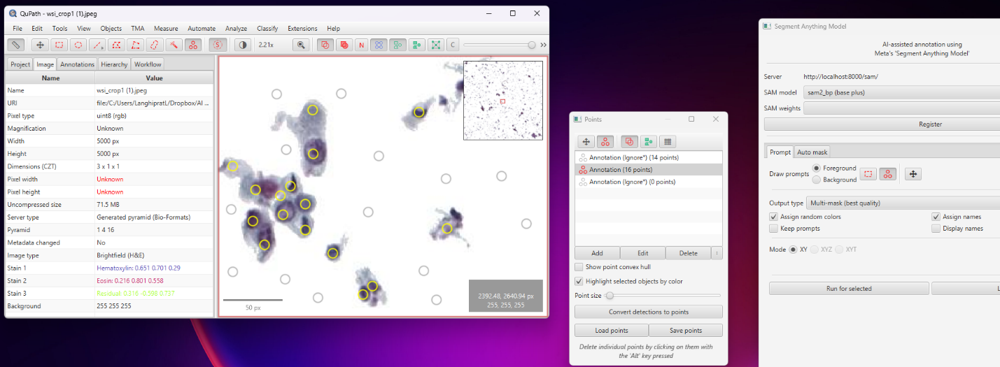 QuPath - wsi_crop1 (1).jpeg
File Edit Tools View Objects TMA Measure Automate Analyze Classify Extensions Help
2.21x N C
Project Image Annotations Hierarchy Workflow
Name Value
Name wsi_crop1 (1).jpeg
URI file:/C:/Users/LanghipratL/Dropbox/AI ...
Pixel type uint8 (rgb)
Magnification Unknown
Width 5000 px
Height 5000 px
Dimensions (CZT) 3 x 1 x 1
Pixel width Unknown
Pixel height Unknown
Uncompressed size 71.5 MB
Server type Generated pyramid (Bio-Formats)
Pyramid 1 4 16
Metadata changed No
Image type Brightfield (H&E)
Stain 1 Hematoxylin: 0.651 0.701 0.29
Stain 2 Eosin: 0.216 0.801 0.558
Stain 3 Residual: 0.316 -0.598 0.737
Background 255 255 255
50 px
2392.48, 2640.94 px
255, 255, 255
Points
Annotation (Ignore*) (14 points)
Annotation (16 points)
Annotation (Ignore*) (0 points)
Add Edit Delete :
Show point convex hull
Highlight selected objects by color
Point size
Convert detections to points
Load points Save points
Delete individual points by clicking on them with
the 'Alt' key pressed
Segment Anything Model
AI-assisted annotation using
Meta's 'Segment Anything Model'
Server http://localhost:8000/sam/
SAM model sam2_bp (base plus)
SAM weights
Register
Prompt Auto mask
Draw prompts Foreground
Background
Output type Multi-mask (best quality)
Assign random colors Assign names
Keep prompts Display names
Mode XY XYZ XYT
Run for selected L